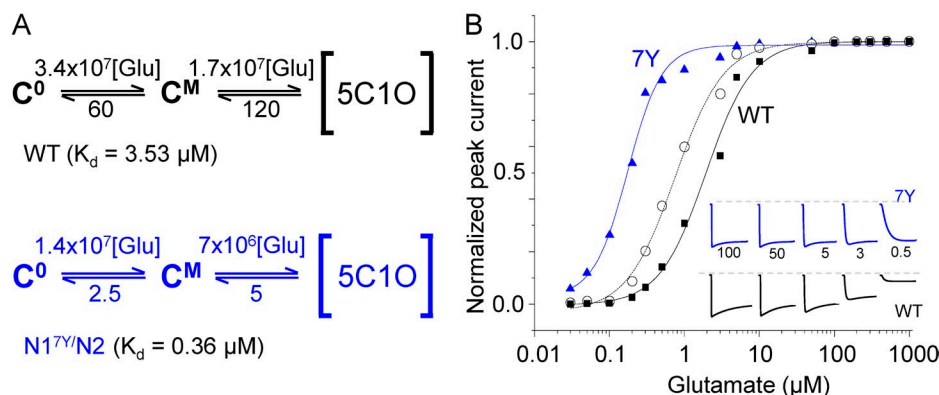 A
3.4x10⁷[Glu] 1.7x10⁷[Glu]
C⁰ Cᴹ [5C1O]
60 120
WT (K_d = 3.53 µM)
1.4x10⁷[Glu] 7x10⁶[Glu]
C⁰ Cᴹ [5C1O]
2.5 5
N1⁷ʸ/N2 (K_d = 0.36 µM)
B
Normalized peak current
1.0
0.5
0.0
7Y
WT
7Y
100 50 5 3 0.5
WT
0.01 0.1 1 10 100 1000
Glutamate (µM)